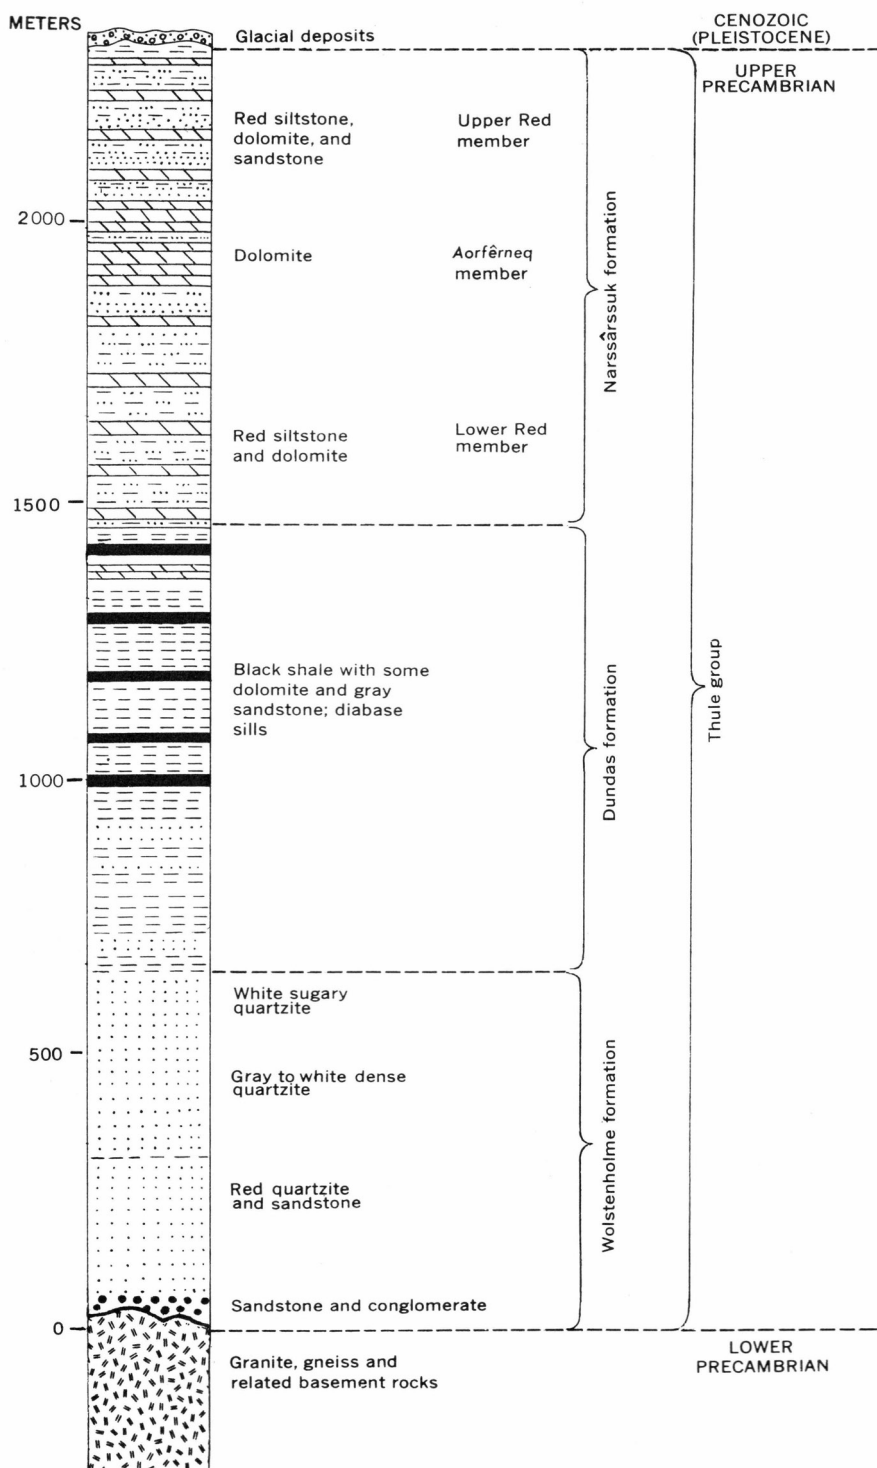 METERS
Glacial deposits
CENOZOIC
(PLEISTOCENE)
UPPER
PRECAMBRIAN
Red siltstone,
dolomite, and
sandstone
Upper Red
member
2000
Dolomite
Aorfêrneq
member
Narssârssuk formation
Red siltstone
and dolomite
Lower Red
member
1500
Black shale with some
dolomite and gray
sandstone; diabase
sills
Dundas formation
Thule group
1000
White sugary
quartzite
500
Gray to white dense
quartzite
Wolstenholme formation
Red quartzite
and sandstone
Sandstone and conglomerate
0
LOWER
PRECAMBRIAN
Granite, gneiss and
related basement rocks